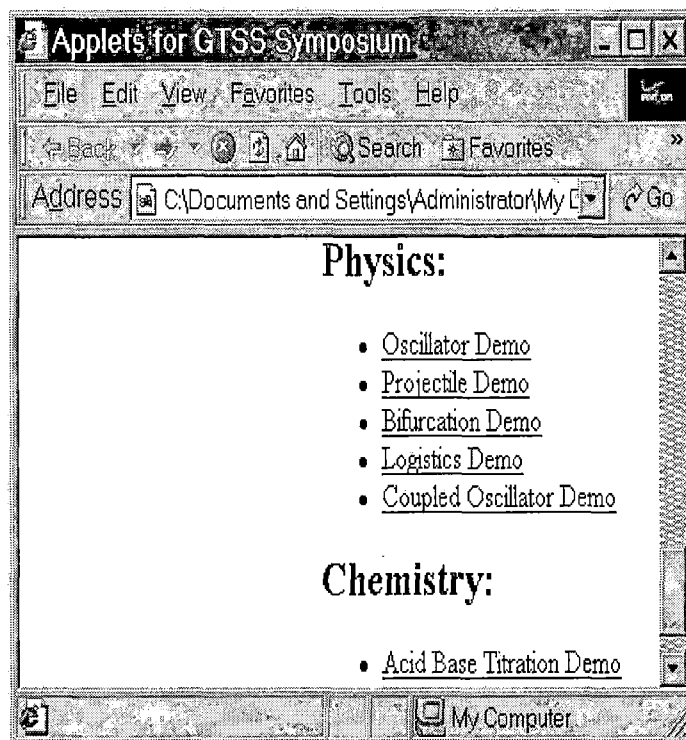 Applets for GTSS Symposium
File Edit View Favorites Tools Help
Back Search Favorites »
Address C:\Documents and Settings\Administrator\My D Go
Physics:
• Oscillator Demo
• Projectile Demo
• Bifurcation Demo
• Logistics Demo
• Coupled Oscillator Demo
Chemistry:
• Acid Base Titration Demo
My Computer